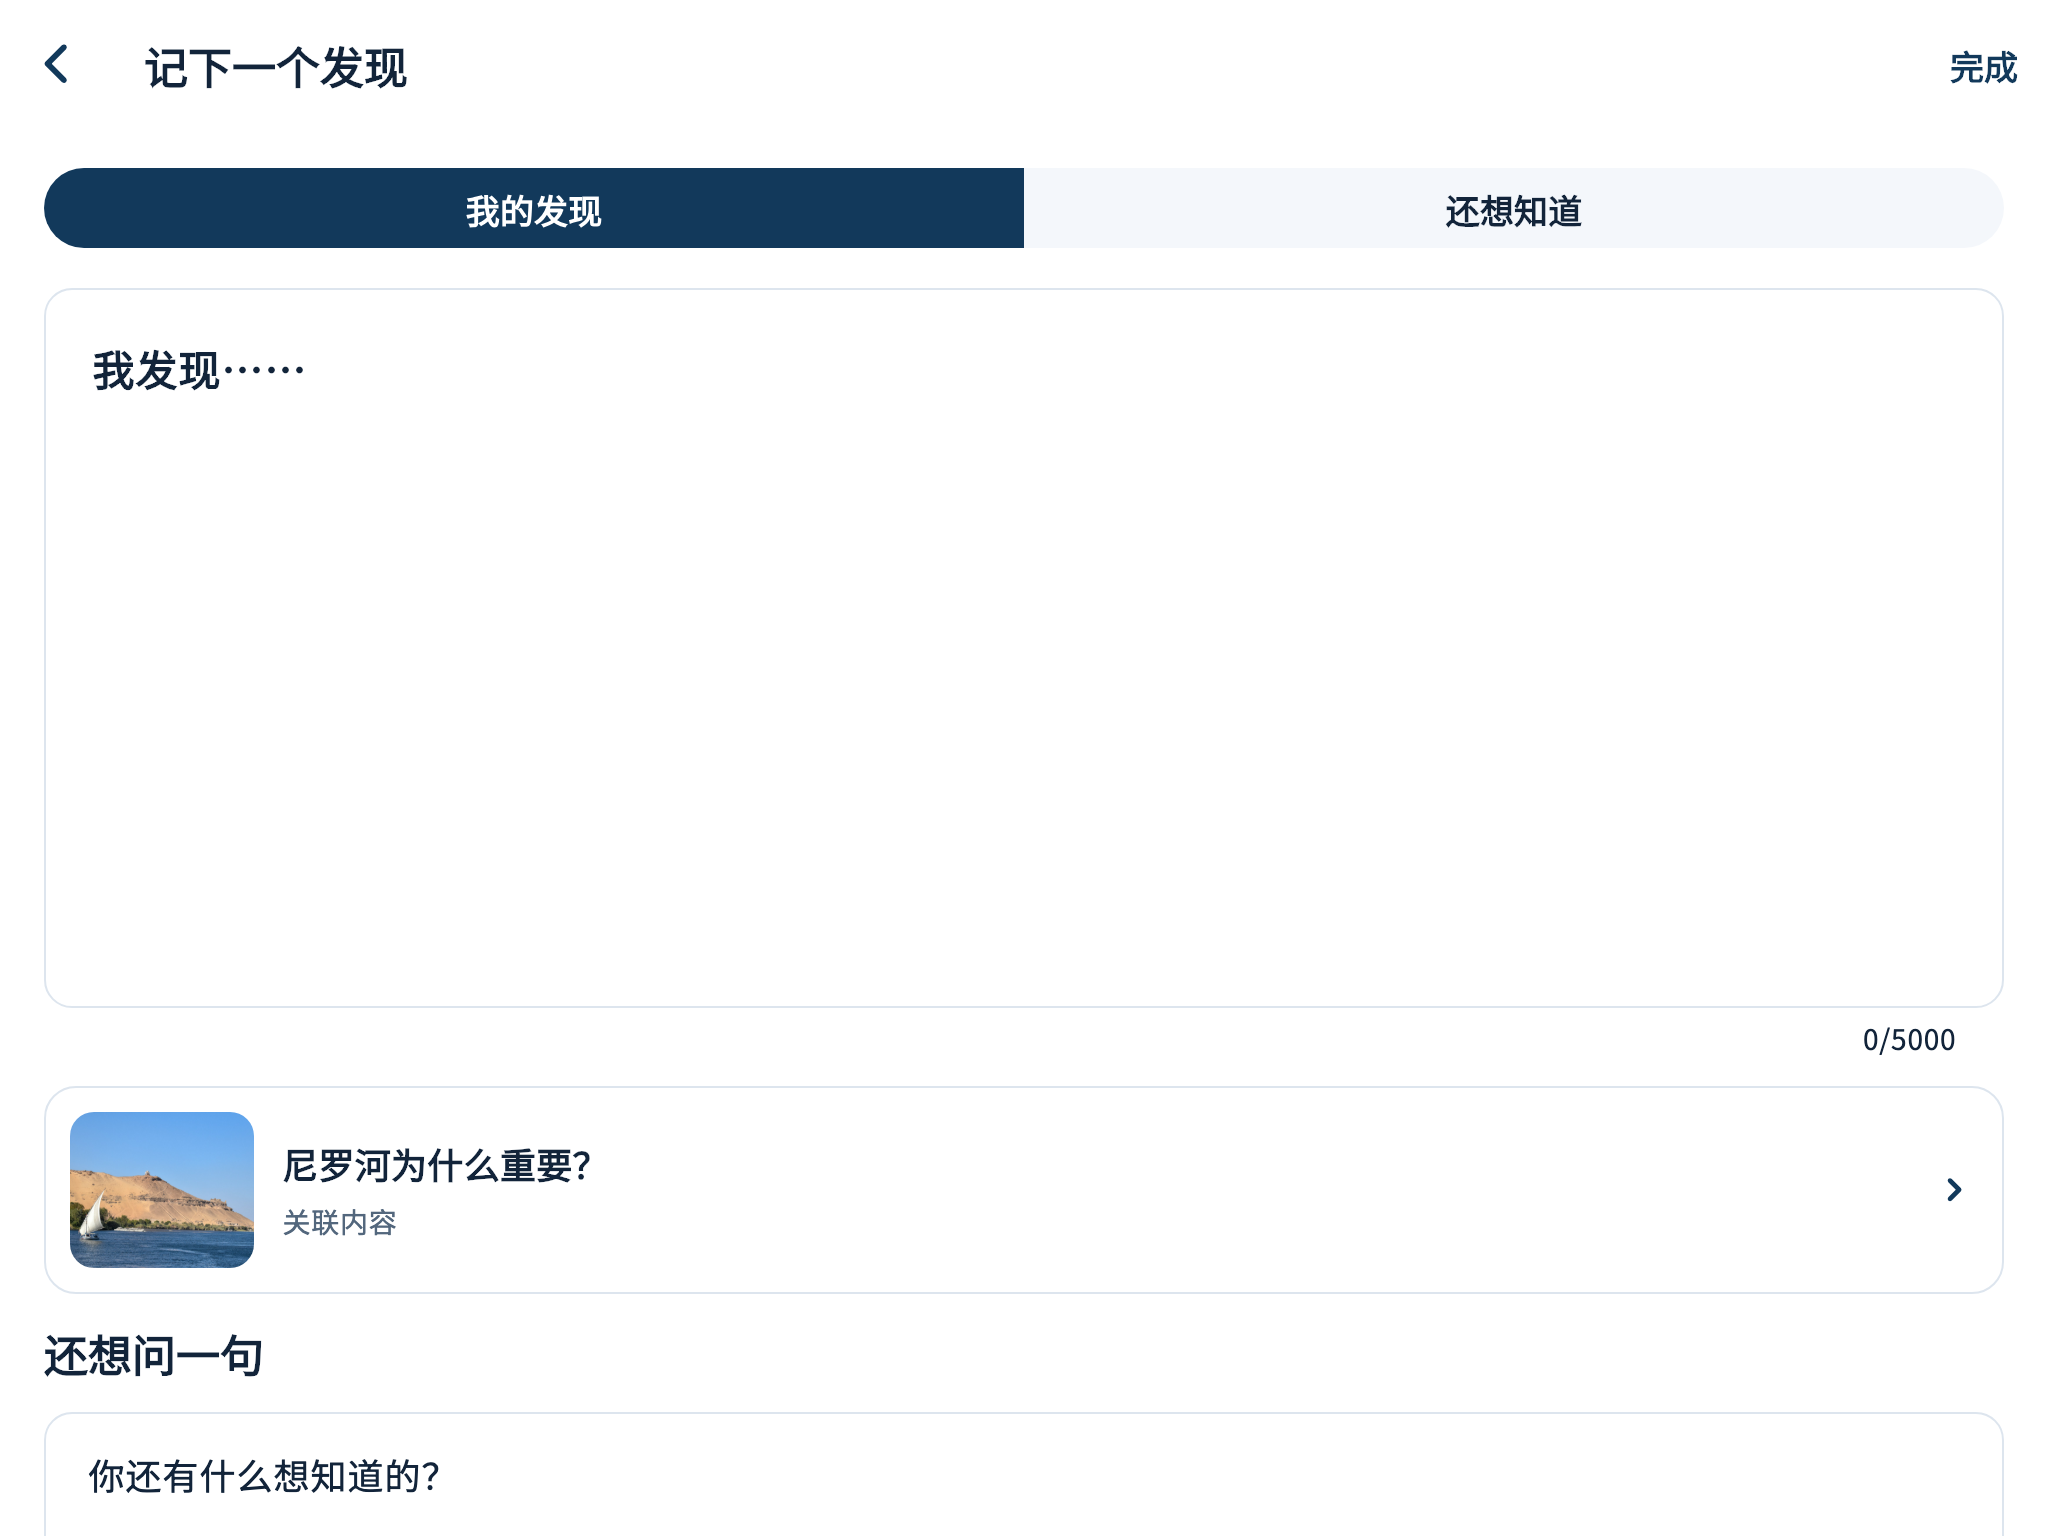 记下一个发现
完成
我的发现
还想知道
我发现……
0/5000
尼罗河为什么重要？
关联内容
还想问一句
你还有什么想知道的？